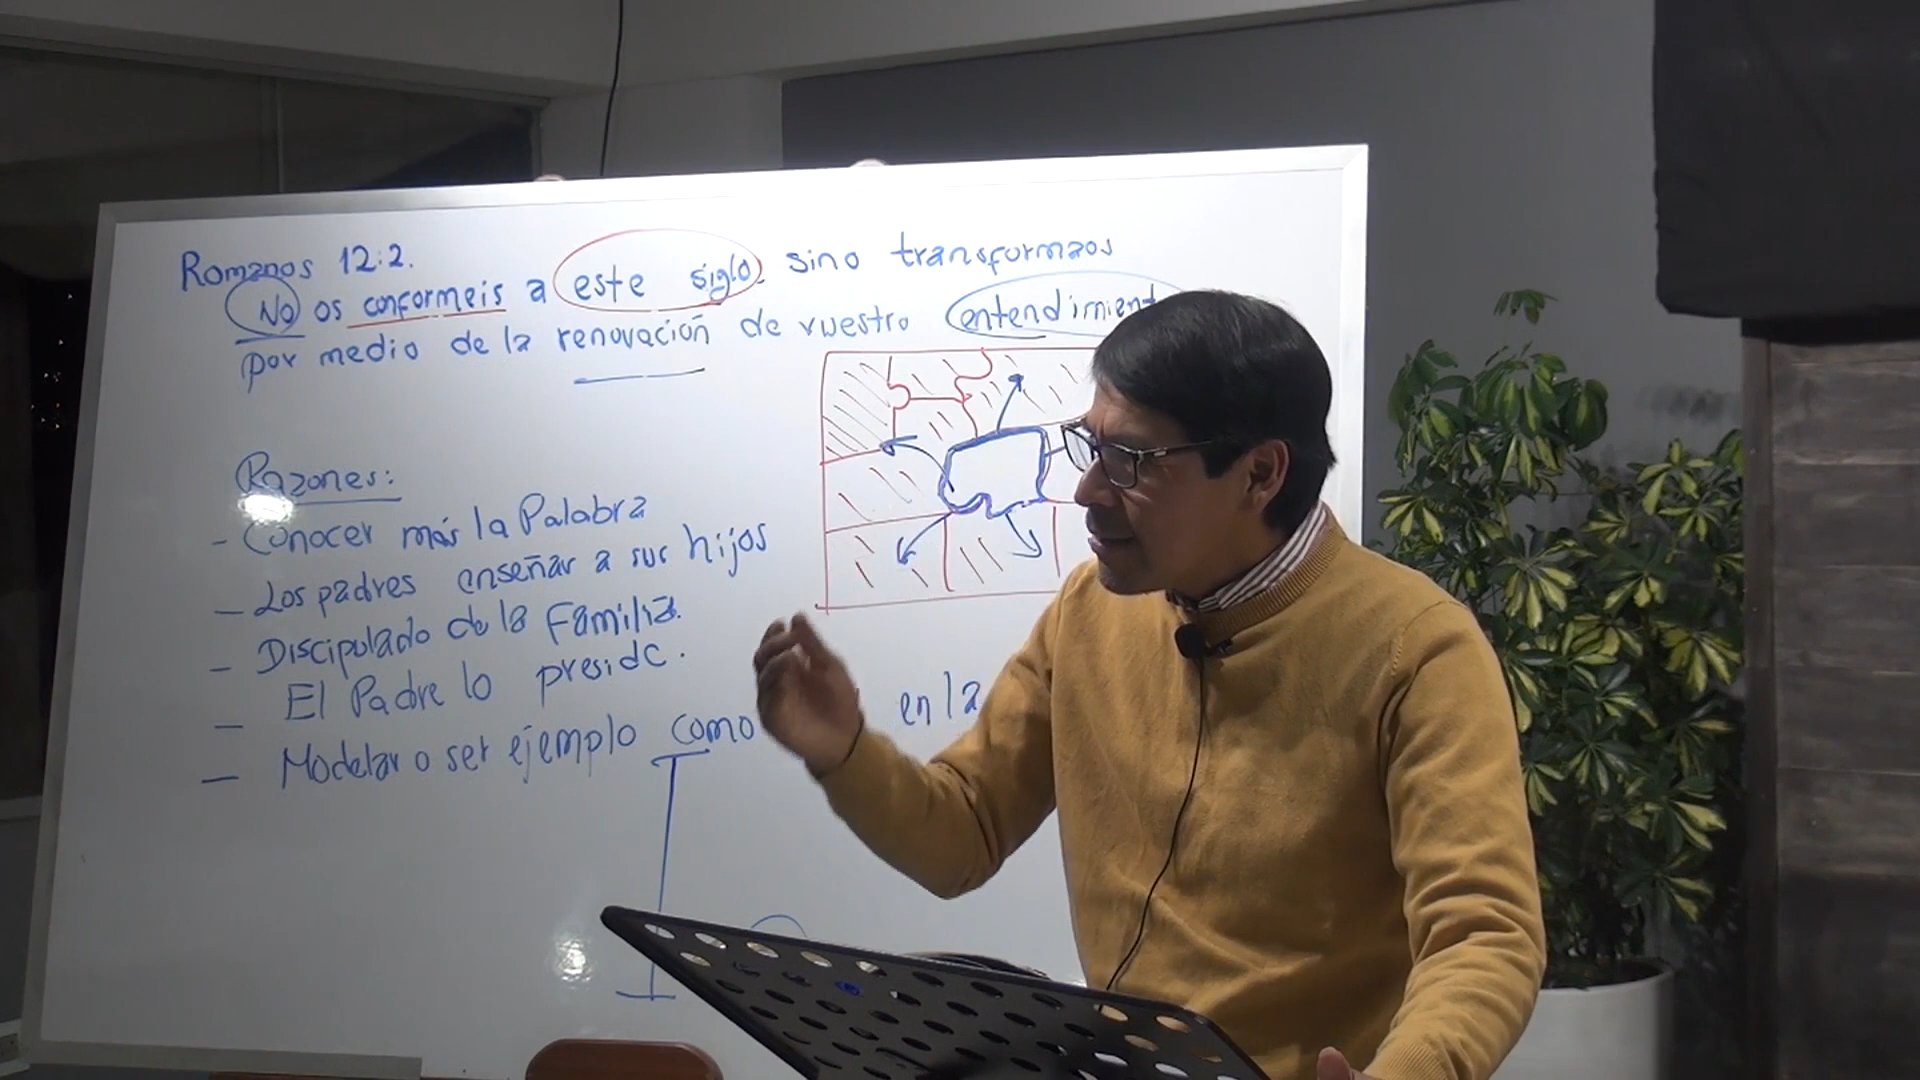 Romanos 12:2.
No os conformeis a este siglo. sino transformaos
por medio de la renovación de vuestro entendimient
Razones:
- Conocer más la Palabra
- Los padres enseñar a sus hijos
- Discipulado de la Familia.
- El Padre lo preside.
- Modelar o ser ejemplo como en la